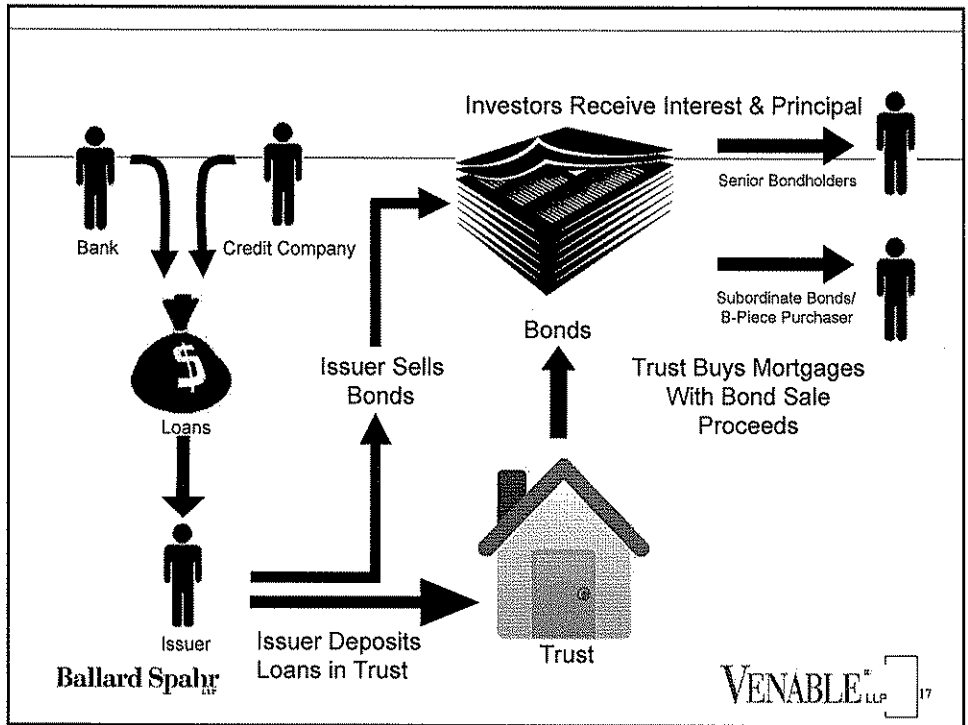 Investors Receive Interest & Principal
Senior Bondholders
Bank
Credit Company
Subordinate Bonds/
B-Piece Purchaser
$
Bonds
Issuer Sells
Bonds
Trust Buys Mortgages
With Bond Sale
Proceeds
Loans
Issuer
Issuer Deposits
Loans in Trust
Trust
Ballard Spahr
LLP
VENABLE LLP
17